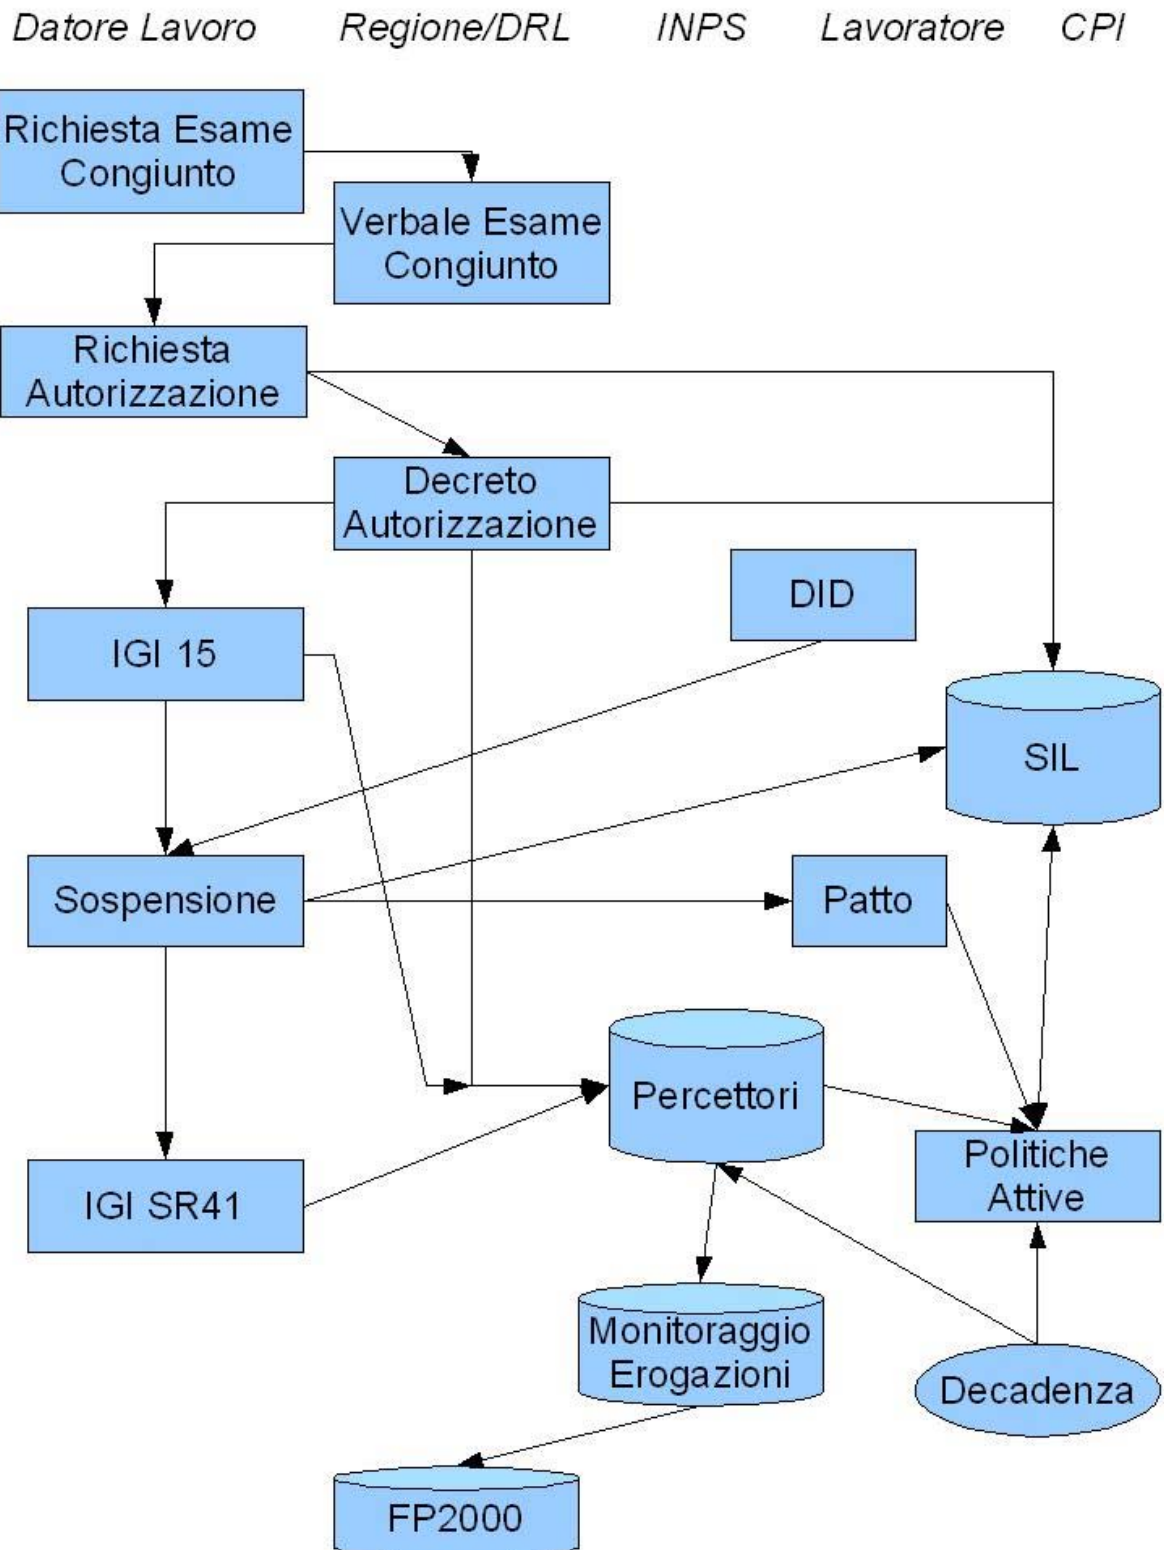 Datore Lavoro Regione/DRL INPS Lavoratore CPI
Richiesta Esame
Congiunto
Verbale Esame
Congiunto
Richiesta
Autorizzazione
Decreto
Autorizzazione
DID
IGI 15
SIL
Sospensione
Patto
Percettori
Politiche
Attive
IGI SR41
Monitoraggio
Erogazioni
Decadenza
FP2000